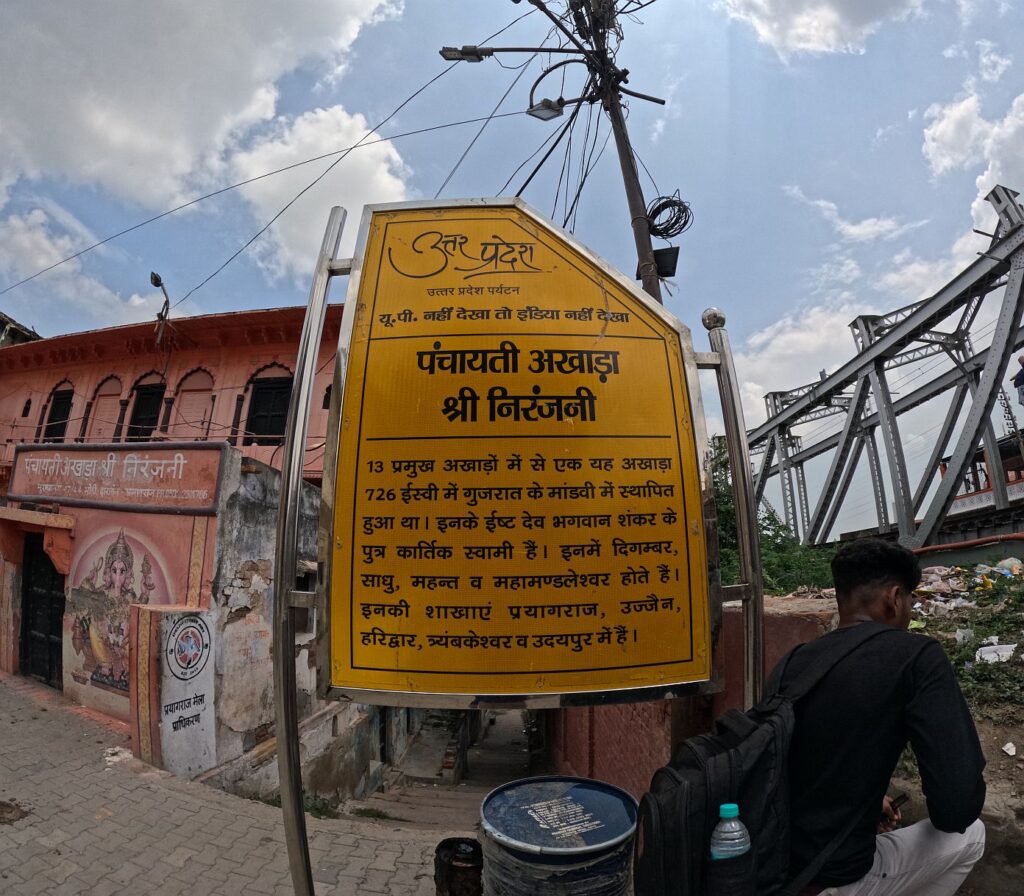 उत्तर प्रदेश
उत्तर प्रदेश पर्यटन
यू.पी. नहीं देखा तो इंडिया नहीं देखा
पंचायती अखाड़ा
श्री निरंजनी
13 प्रमुख अखाड़ों में से एक यह अखाड़ा
726 ईस्वी में गुजरात के मांडवी में स्थापित
हुआ था। इनके ईष्ट देव भगवान शंकर के
पुत्र कार्तिक स्वामी हैं। इनमें दिगम्बर,
साधु, महन्त व महामण्डलेश्वर होते हैं।
इनकी शाखाएं प्रयागराज, उज्जैन,
हरिद्वार, त्र्यंबकेश्वर व उदयपुर में हैं।
पंचायती अखाड़ा श्री निरंजनी
प्रयागराज मेला
प्राधिकरण